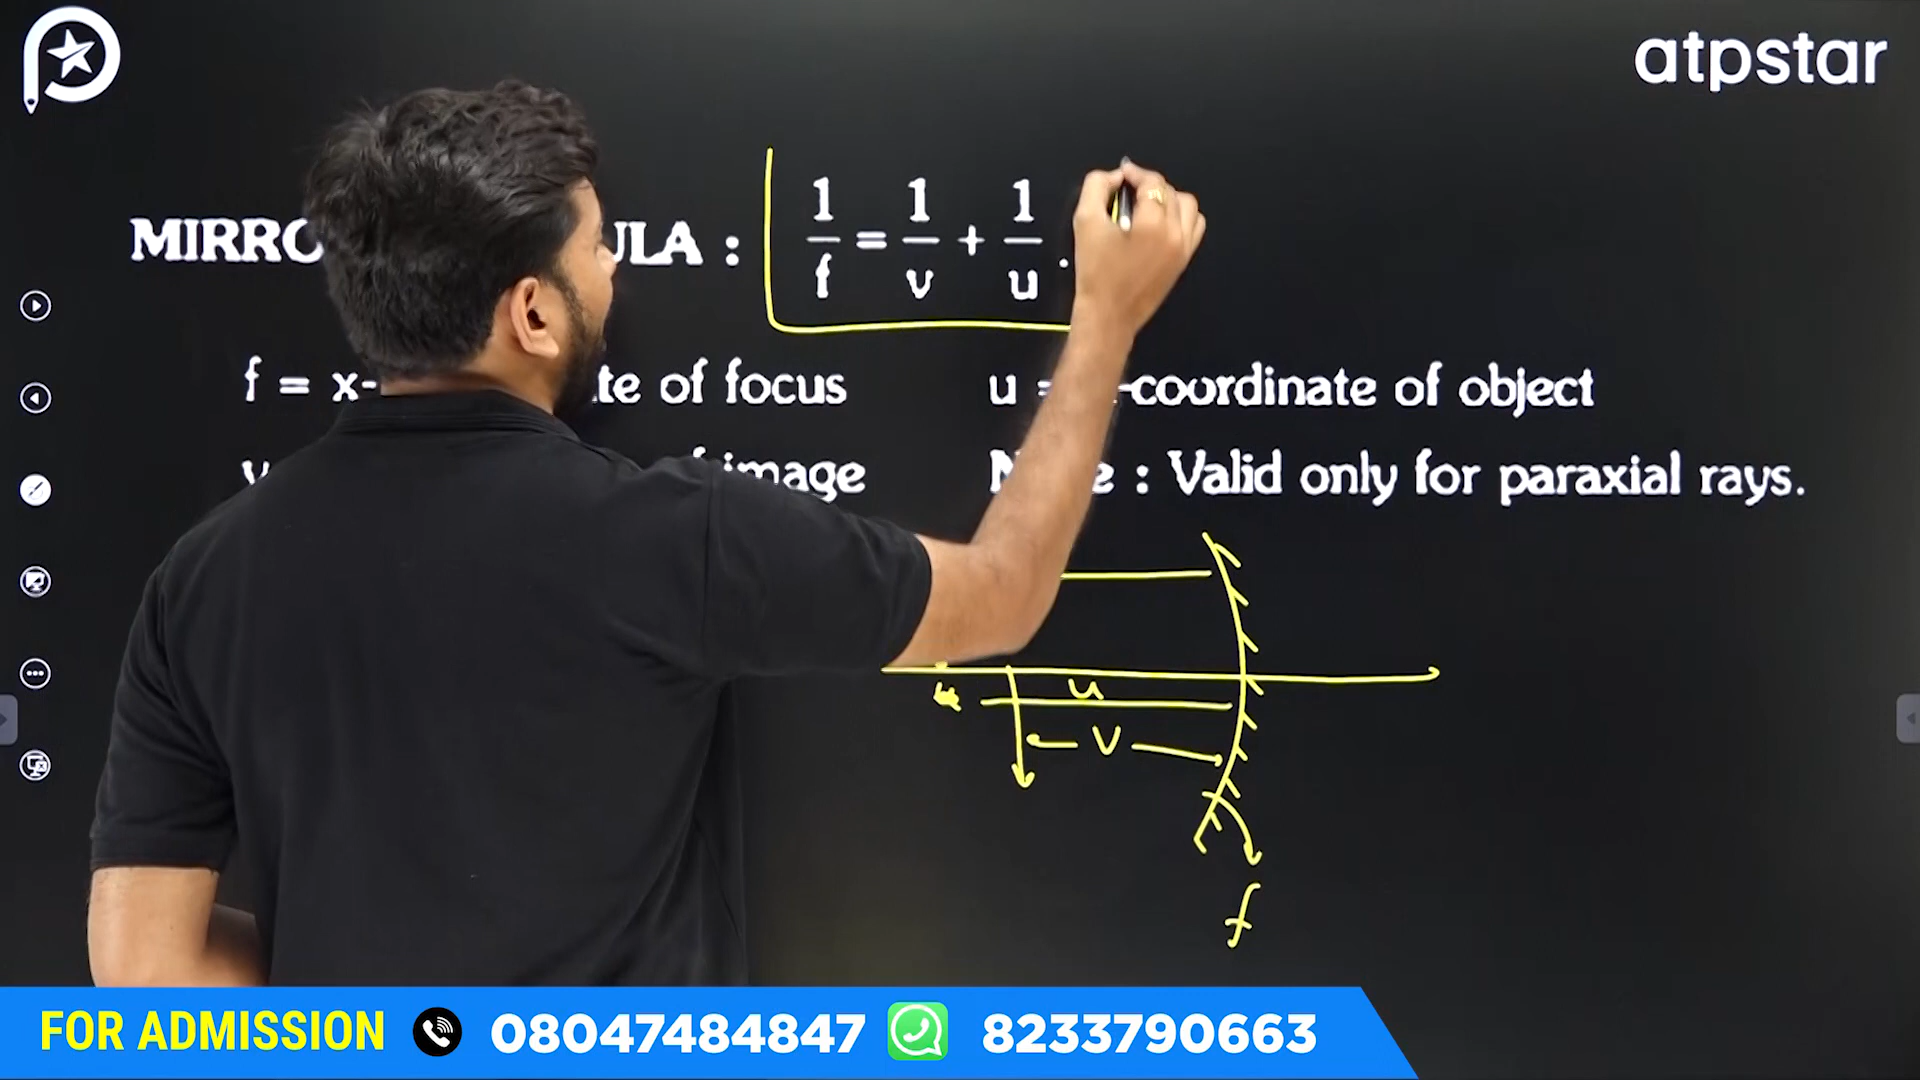 atpstar
ULA : 1/f = 1/v + 1/u .
f = x- te of focus
u coordinate of object
image
: Valid only for paraxial rays.
u
v
f
FOR ADMISSION 08047484847 8233790663